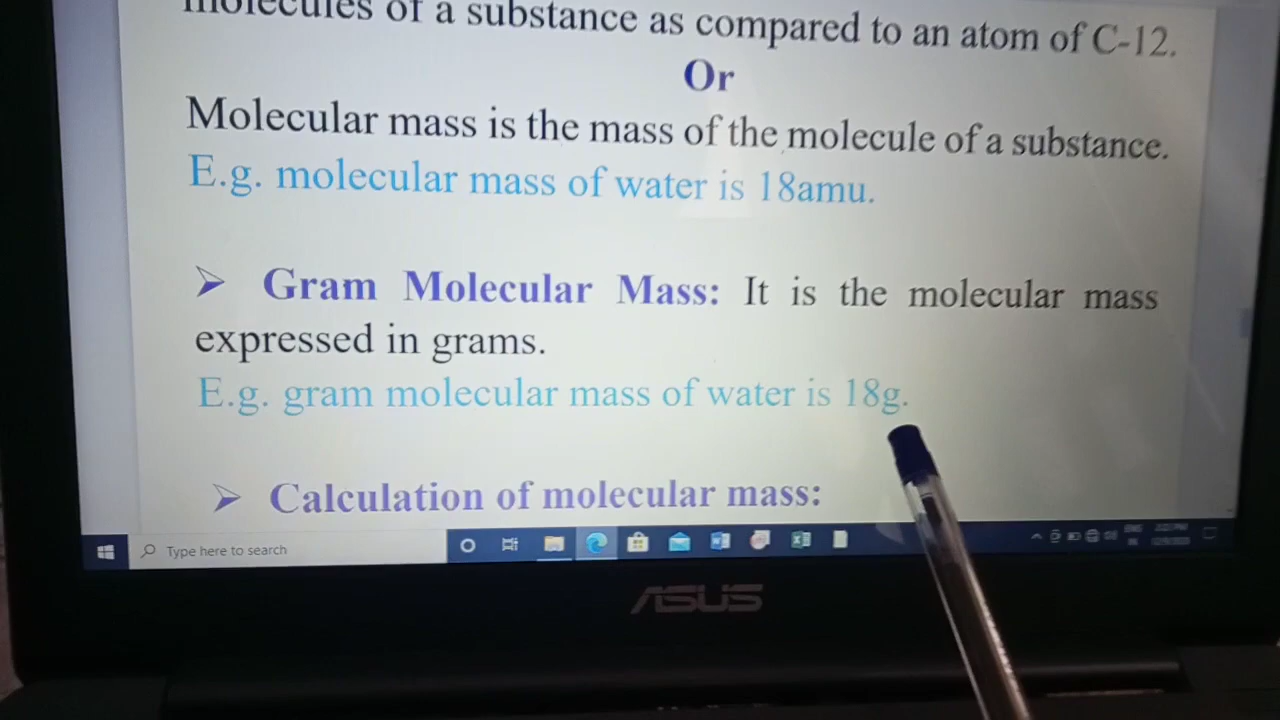 molecules of a substance as compared to an atom of C-12.
Or
Molecular mass is the mass of the molecule of a substance.
E.g. molecular mass of water is 18amu.
➢ Gram Molecular Mass: It is the molecular mass
expressed in grams.
E.g. gram molecular mass of water is 18g.
➢ Calculation of molecular mass:
Type here to search
ASUS